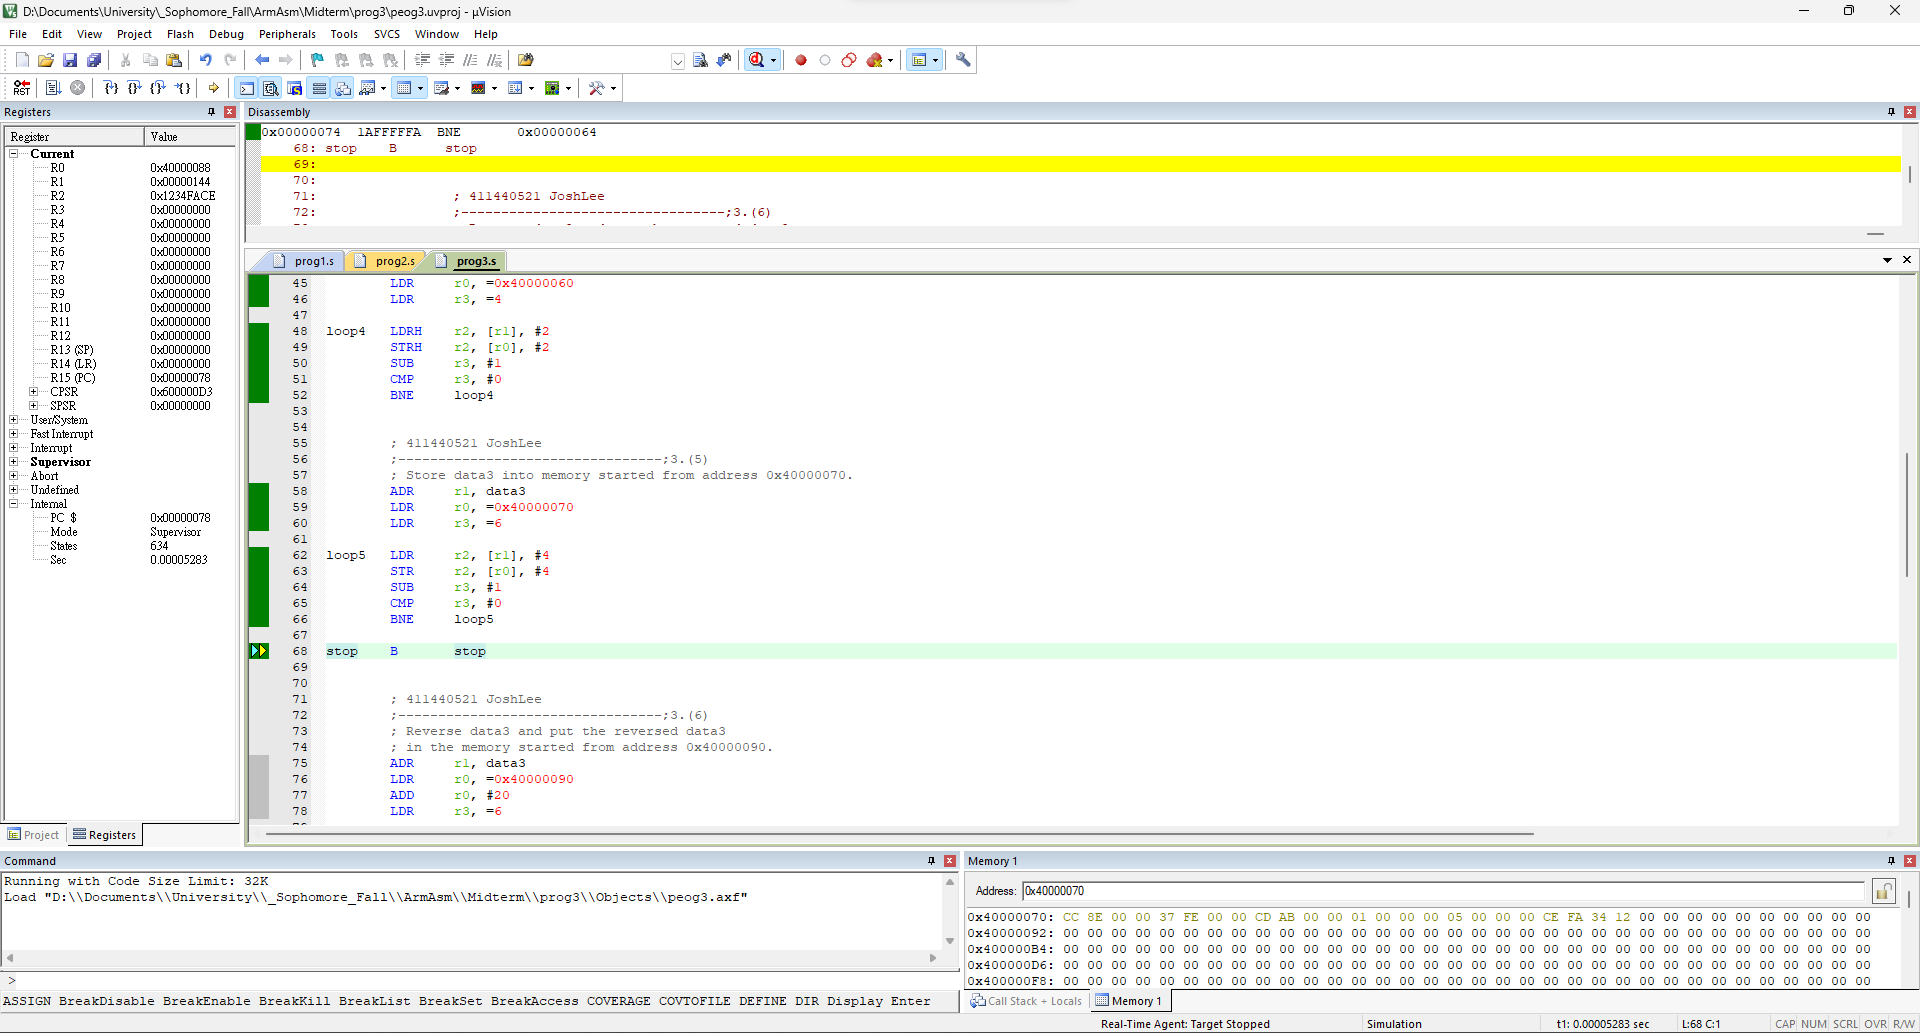 D:\Documents\University\_Sophomore_Fall\ArmAsm\Midterm\prog3\peog3.uvproj - µVision
File Edit View Project Flash Debug Peripherals Tools SVCS Window Help
RST
Registers
Register Value
Current
R0 0x40000088
R1 0x00000144
R2 0x1234FACE
R3 0x00000000
R4 0x00000000
R5 0x00000000
R6 0x00000000
R7 0x00000000
R8 0x00000000
R9 0x00000000
R10 0x00000000
R11 0x00000000
R12 0x00000000
R13 (SP) 0x00000000
R14 (LR) 0x00000000
R15 (PC) 0x00000078
CPSR 0x600000D3
SPSR 0x00000000
User/System
Fast Interrupt
Interrupt
Supervisor
Abort
Undefined
Internal
PC $ 0x00000078
Mode Supervisor
States 634
Sec 0.00005283
Project Registers
Disassembly
0x00000074 1AFFFFFA BNE 0x00000064
68: stop B stop
69:
70:
71: ; 411440521 JoshLee
72: ;---------------------------------;3.(6)
prog1.s prog2.s prog3.s
45 LDR r0, =0x40000060
46 LDR r3, =4
47
48 loop4 LDRH r2, [r1], #2
49 STRH r2, [r0], #2
50 SUB r3, #1
51 CMP r3, #0
52 BNE loop4
53
54
55 ; 411440521 JoshLee
56 ;---------------------------------;3.(5)
57 ; Store data3 into memory started from address 0x40000070.
58 ADR r1, data3
59 LDR r0, =0x40000070
60 LDR r3, =6
61
62 loop5 LDR r2, [r1], #4
63 STR r2, [r0], #4
64 SUB r3, #1
65 CMP r3, #0
66 BNE loop5
67
68 stop B stop
69
70
71 ; 411440521 JoshLee
72 ;---------------------------------;3.(6)
73 ; Reverse data3 and put the reversed data3
74 ; in the memory started from address 0x40000090.
75 ADR r1, data3
76 LDR r0, =0x40000090
77 ADD r0, #20
78 LDR r3, =6
Command
Running with Code Size Limit: 32K
Load "D:\\Documents\\University\\_Sophomore_Fall\\ArmAsm\\Midterm\\prog3\\Objects\\peog3.axf"
>
ASSIGN BreakDisable BreakEnable BreakKill BreakList BreakSet BreakAccess COVERAGE COVTOFILE DEFINE DIR Display Enter
Memory 1
Address: 0x40000070
0x40000070: CC 8E 00 00 37 FE 00 00 CD AB 00 00 01 00 00 00 05 00 00 00 CE FA 34 12 00 00 00 00 00 00 00 00 00 00
0x40000092: 00 00 00 00 00 00 00 00 00 00 00 00 00 00 00 00 00 00 00 00 00 00 00 00 00 00 00 00 00 00 00 00 00 00
0x400000B4: 00 00 00 00 00 00 00 00 00 00 00 00 00 00 00 00 00 00 00 00 00 00 00 00 00 00 00 00 00 00 00 00 00 00
0x400000D6: 00 00 00 00 00 00 00 00 00 00 00 00 00 00 00 00 00 00 00 00 00 00 00 00 00 00 00 00 00 00 00 00 00 00
0x400000F8: 00 00 00 00 00 00 00 00 00 00 00 00 00 00 00 00 00 00 00 00 00 00 00 00 00 00 00 00 00 00 00 00 00 00
Call Stack + Locals Memory 1
Real-Time Agent: Target Stopped Simulation t1: 0.00005283 sec L:68 C:1 CAP NUM SCRL OVR R/W